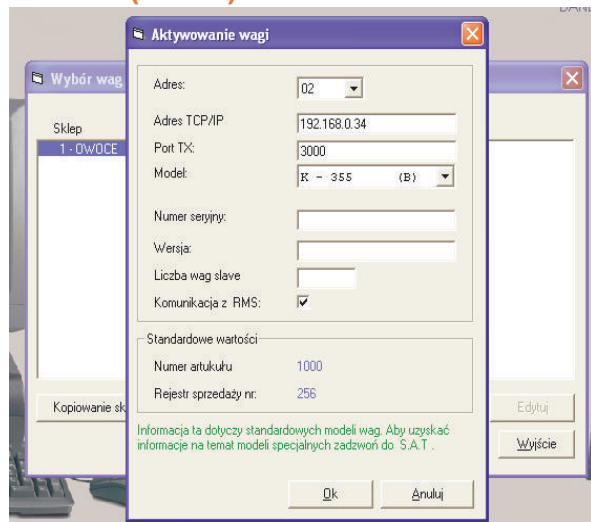 Aktywowanie wagi
Wybór wag
Sklep
1 - OWOCE
Adres:
02
Adres TCP/IP
192.168.0.34
Port TX:
3000
Model:
K - 355 (B)
Numer seryjny:
Wersja:
Liczba wag slave
Komunikacja z RMS:
Standardowe wartości
Numer artukułu
1000
Rejestr sprzedaży nr:
256
Informacja ta dotyczy standardowych modeli wag. Aby uzyskać
informacje na temat modeli specjalnych zadzwoń do S.A.T .
Kopiowanie sk
Edytuj
Wyjście
Ok
Anuluj